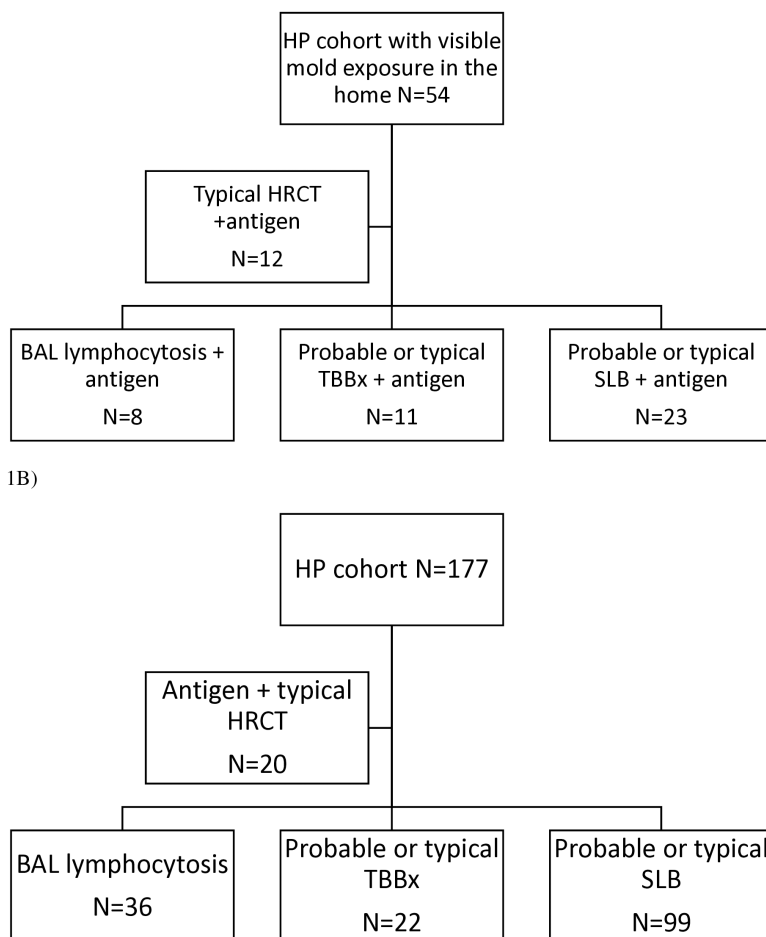 HP cohort with visible
mold exposure in the
home N=54
Typical HRCT
+antigen
N=12
BAL lymphocytosis +
antigen
N=8
Probable or typical
TBBx + antigen
N=11
Probable or typical
SLB + antigen
N=23
1B)
HP cohort N=177
Antigen + typical
HRCT
N=20
BAL lymphocytosis
N=36
Probable or typical
TBBx
N=22
Probable or typical
SLB
N=99